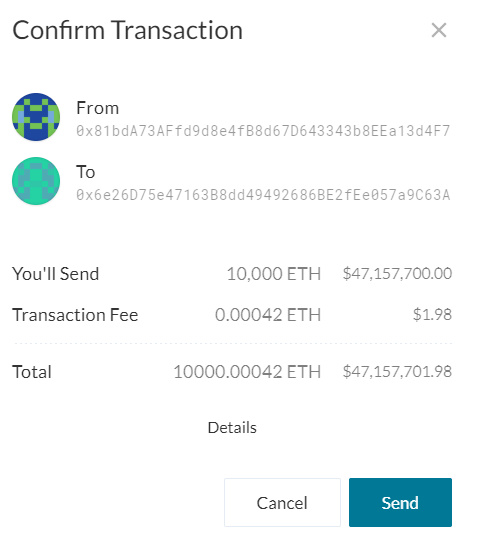 Confirm Transaction
From
0x81bdA73AFfd9d8e4fB8d67D643343b8EEa13d4F7
To
0x6e26D75e47163B8dd49492686BE2fEe057a9C63A
You'll Send 10,000 ETH $47,157,700.00
Transaction Fee 0.00042 ETH $1.98
Total 10000.00042 ETH $47,157,701.98
Details
Cancel Send